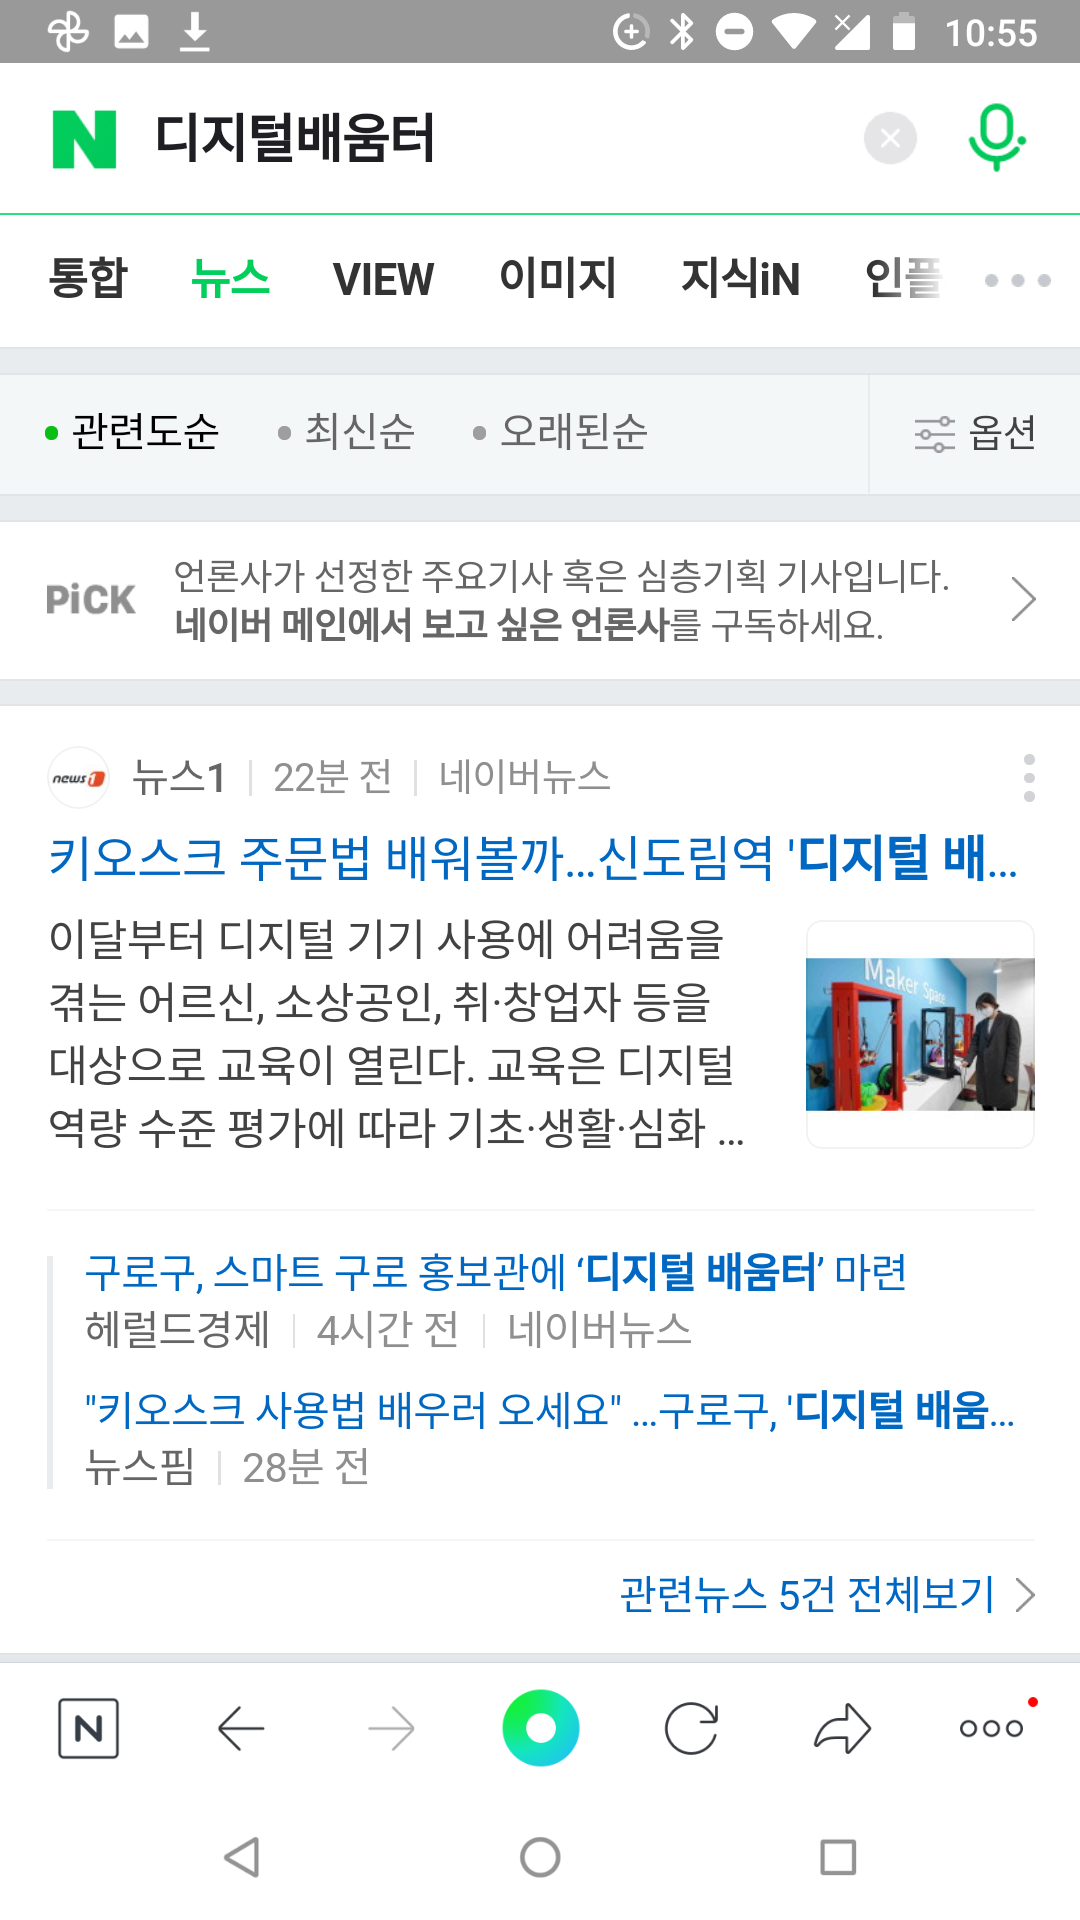 10:55
N 디지털배움터
통합 뉴스 VIEW 이미지 지식iN 인플
관련도순 최신순 오래된순 옵션
PiCK
언론사가 선정한 주요기사 혹은 심층기획 기사입니다.
네이버 메인에서 보고 싶은 언론사를 구독하세요.
news1 뉴스1 22분 전 네이버뉴스
키오스크 주문법 배워볼까...신도림역 '디지털 배...
이달부터 디지털 기기 사용에 어려움을
겪는 어르신, 소상공인, 취·창업자 등을
대상으로 교육이 열린다. 교육은 디지털
역량 수준 평가에 따라 기초·생활·심화 ...
Maker Space
구로구, 스마트 구로 홍보관에 ‘디지털 배움터’ 마련
헤럴드경제 4시간 전 네이버뉴스
"키오스크 사용법 배우러 오세요" ...구로구, '디지털 배움...
뉴스핌 28분 전
관련뉴스 5건 전체보기
N